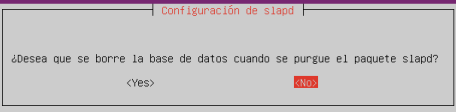 Configuración de slapd
¿Desea que se borre la base de datos cuando se purgue el paquete slapd?
<Yes> <No>